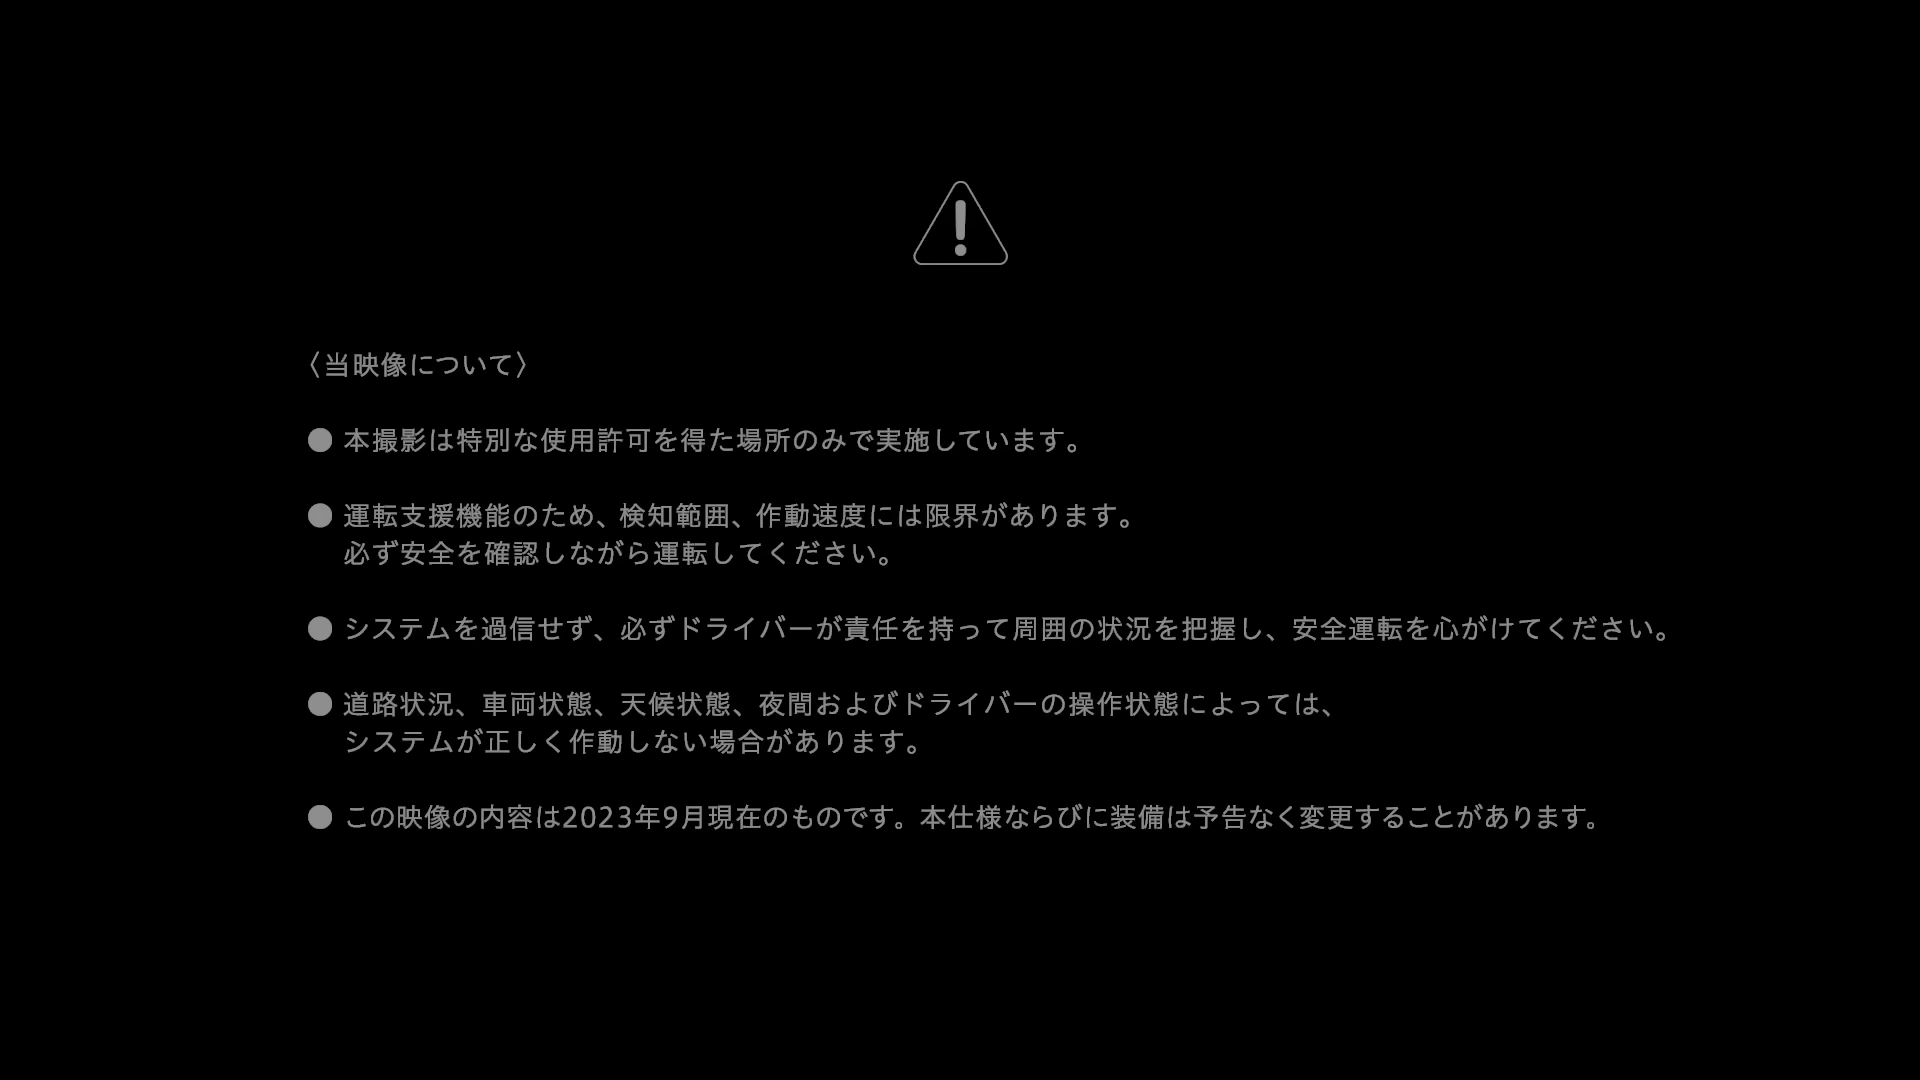 〈当映像について〉
● 本撮影は特別な使用許可を得た場所のみで実施しています。
● 運転支援機能のため、検知範囲、作動速度には限界があります。
必ず安全を確認しながら運転してください。
● システムを過信せず、必ずドライバーが責任を持って周囲の状況を把握し、安全運転を心がけてください。
● 道路状況、車両状態、天候状態、夜間およびドライバーの操作状態によっては、
システムが正しく作動しない場合があります。
● この映像の内容は2023年9月現在のものです。本仕様ならびに装備は予告なく変更することがあります。